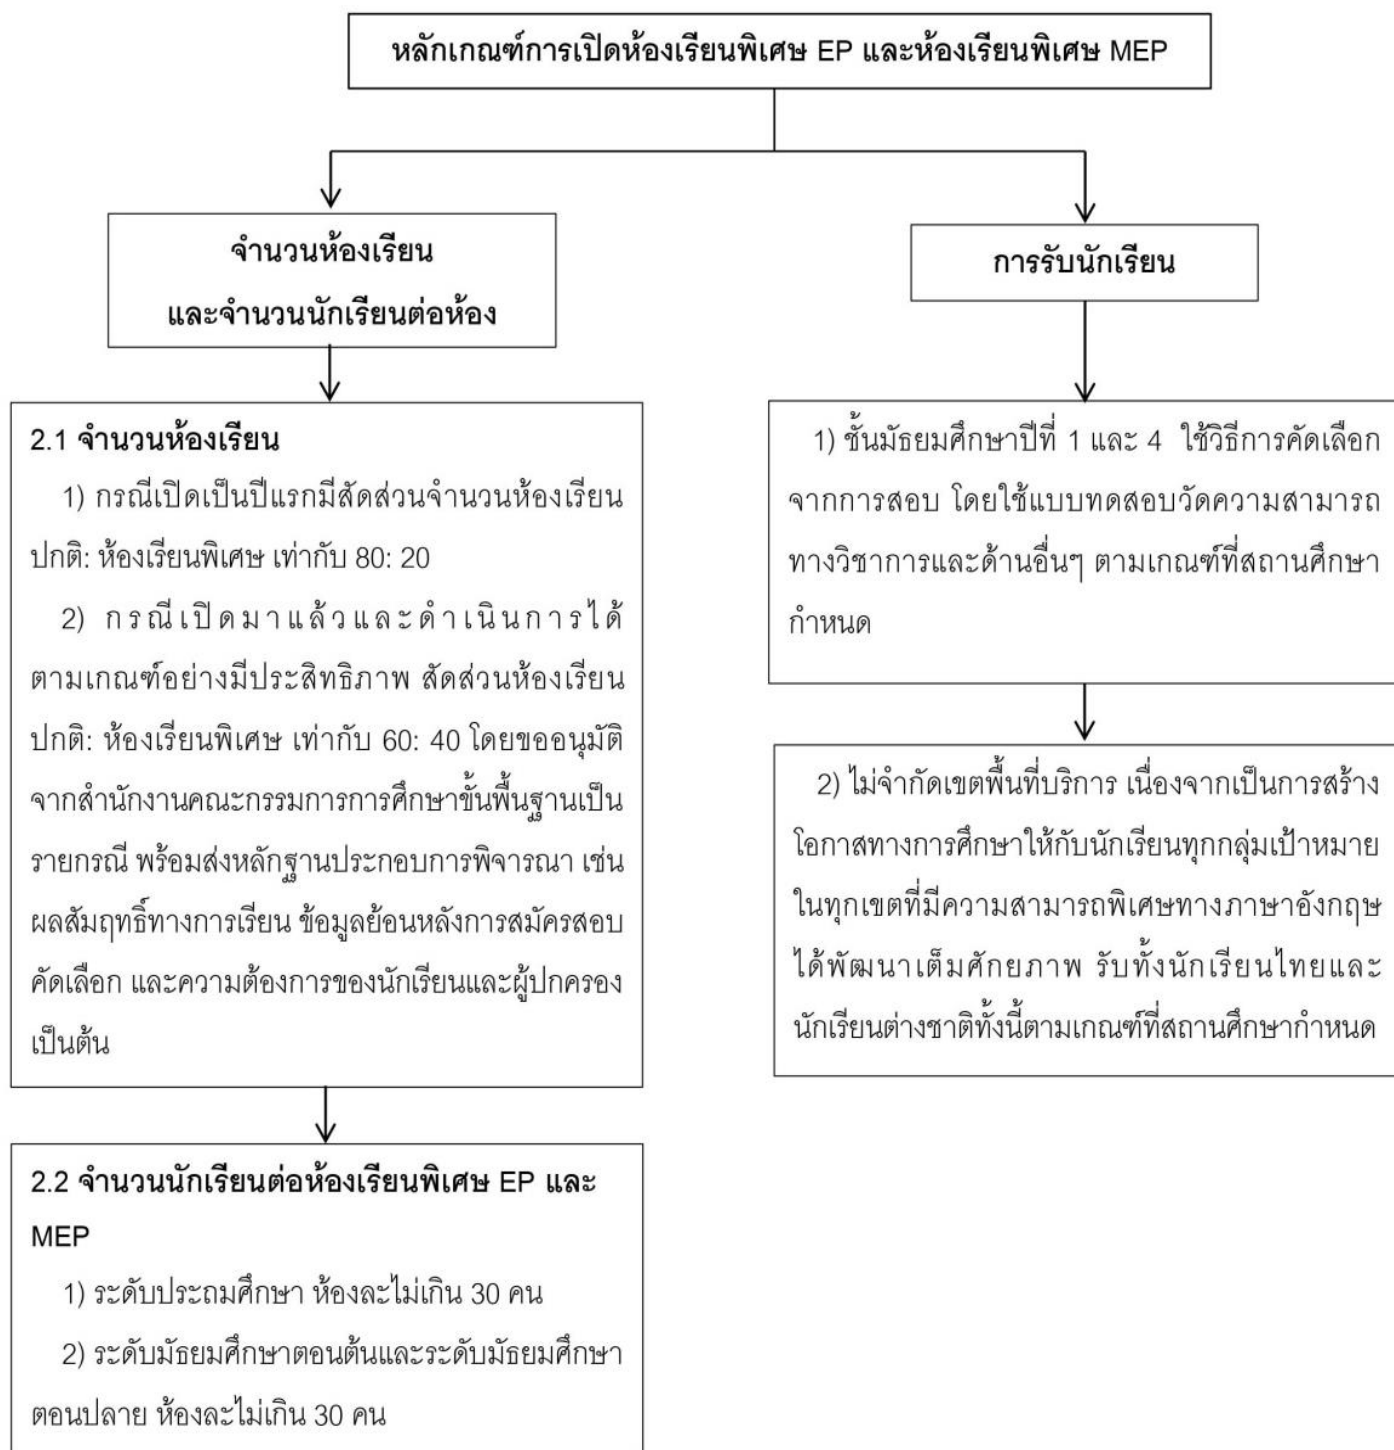 หลักเกณฑ์การเปิดห้องเรียนพิเศษ EP และห้องเรียนพิเศษ MEP
จำนวนห้องเรียน
และจำนวนนักเรียนต่อห้อง
2.1 จำนวนห้องเรียน
1) กรณีเปิดเป็นปีแรกมีสัดส่วนจำนวนห้องเรียน
ปกติ: ห้องเรียนพิเศษ เท่ากับ 80: 20
2) กรณีเปิดมาแล้วและดำเนินการได้
ตามเกณฑ์อย่างมีประสิทธิภาพ สัดส่วนห้องเรียน
ปกติ: ห้องเรียนพิเศษ เท่ากับ 60: 40 โดยขออนุมัติ
จากสำนักงานคณะกรรมการการศึกษาขั้นพื้นฐานเป็น
รายกรณี พร้อมส่งหลักฐานประกอบการพิจารณา เช่น
ผลสัมฤทธิ์ทางการเรียน ข้อมูลย้อนหลังการสมัครสอบ
คัดเลือก และความต้องการของนักเรียนและผู้ปกครอง
เป็นต้น
2.2 จำนวนนักเรียนต่อห้องเรียนพิเศษ EP และ
MEP
1) ระดับประถมศึกษา ห้องละไม่เกิน 30 คน
2) ระดับมัธยมศึกษาตอนต้นและระดับมัธยมศึกษา
ตอนปลาย ห้องละไม่เกิน 30 คน
การรับนักเรียน
1) ชั้นมัธยมศึกษาปีที่ 1 และ 4 ใช้วิธีการคัดเลือก
จากการสอบ โดยใช้แบบทดสอบวัดความสามารถ
ทางวิชาการและด้านอื่นๆ ตามเกณฑ์ที่สถานศึกษา
กำหนด
2) ไม่จำกัดเขตพื้นที่บริการ เนื่องจากเป็นการสร้าง
โอกาสทางการศึกษาให้กับนักเรียนทุกกลุ่มเป้าหมาย
ในทุกเขตที่มีความสามารถพิเศษทางภาษาอังกฤษ
ได้พัฒนาเต็มศักยภาพ รับทั้งนักเรียนไทยและ
นักเรียนต่างชาติทั้งนี้ตามเกณฑ์ที่สถานศึกษากำหนด